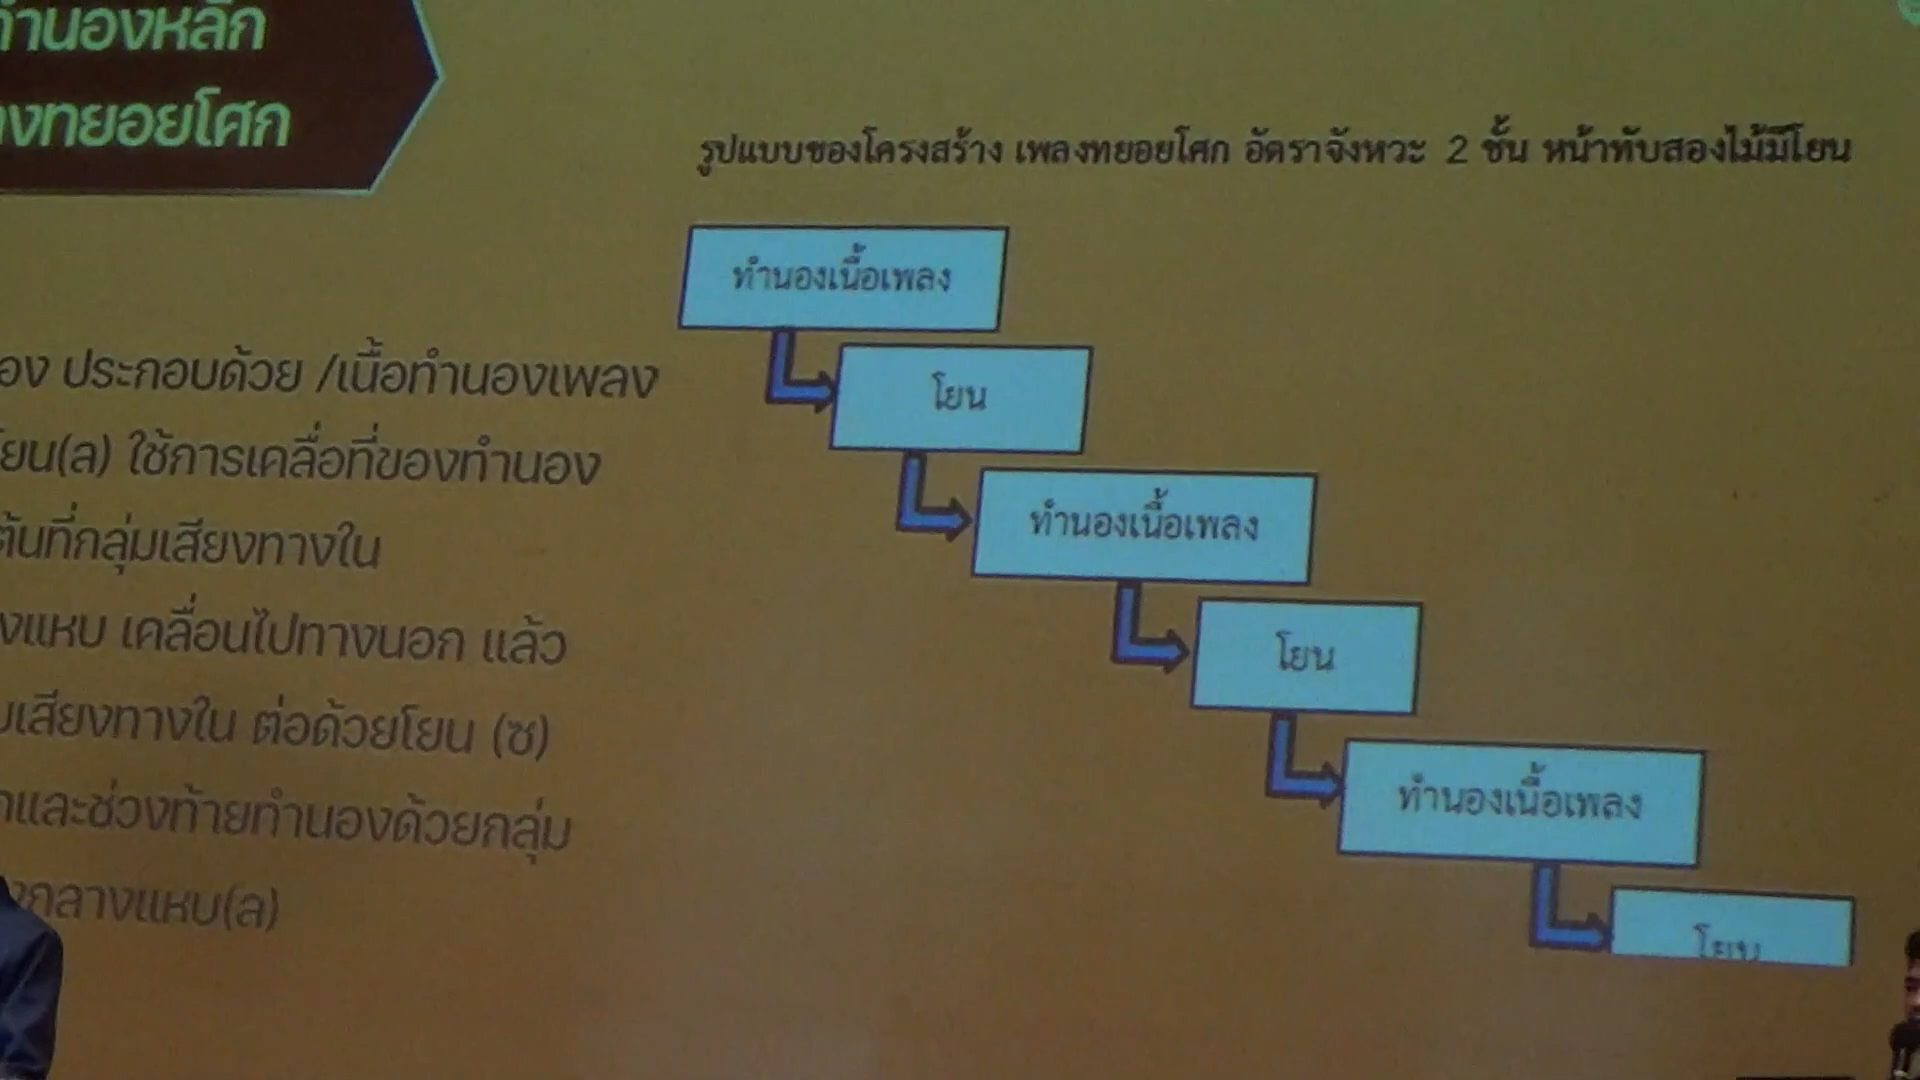 ทำนองหลัก
ทยอยโศก
รูปแบบของโครงสร้าง เพลงทยอยโศก อัตราจังหวะ 2 ชั้น หน้าทับสองไม้มีโยน
ทำนองเนื้อเพลง
โยน
ทำนองเนื้อเพลง
โยน
ทำนองเนื้อเพลง
โยน
ประกอบด้วย /เนื้อทำนองเพลง
โยน(ล) ใช้การเคลื่อที่ของทำนอง
ต้นที่กลุ่มเสียงทางใน
แหบ เคลื่อนไปทางนอก แล้ว
เสียงทางใน ต่อด้วยโยน (ซ)
และช่วงท้ายทำนองด้วยกลุ่ม
กลางแหบ(ล)